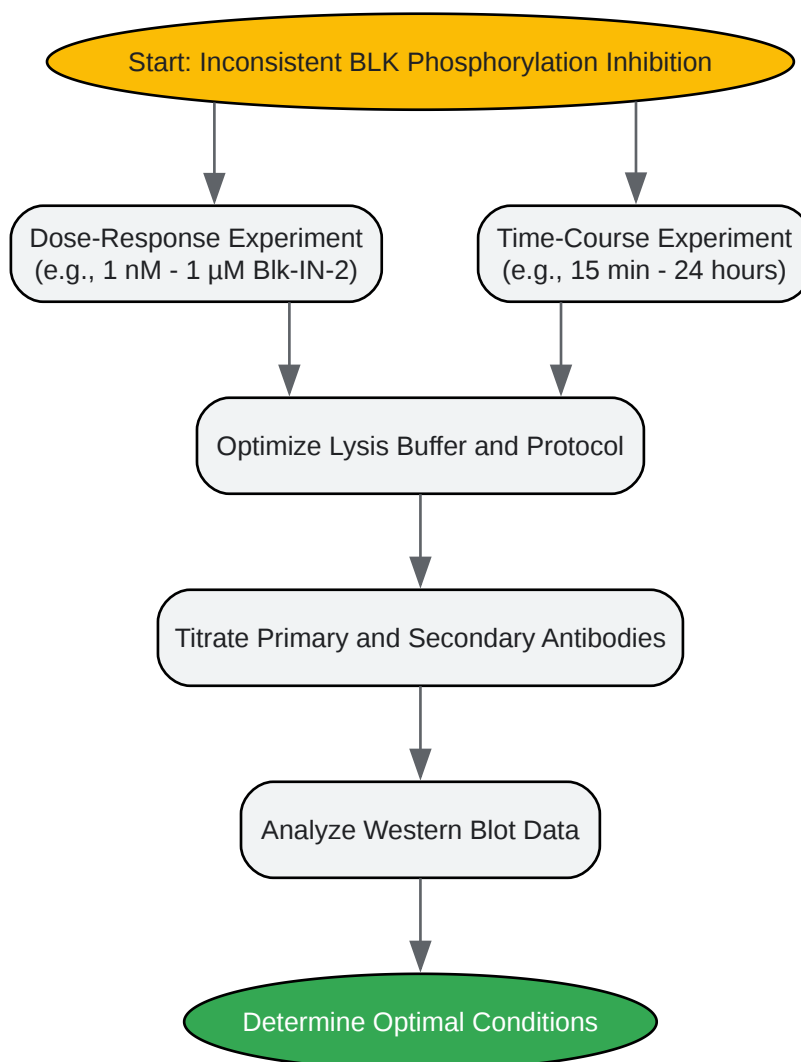 Start: Inconsistent BLK Phosphorylation Inhibition
Dose-Response Experiment
(e.g., 1 nM - 1 µM Blk-IN-2)
Time-Course Experiment
(e.g., 15 min - 24 hours)
Optimize Lysis Buffer and Protocol
Titrate Primary and Secondary Antibodies
Analyze Western Blot Data
Determine Optimal Conditions